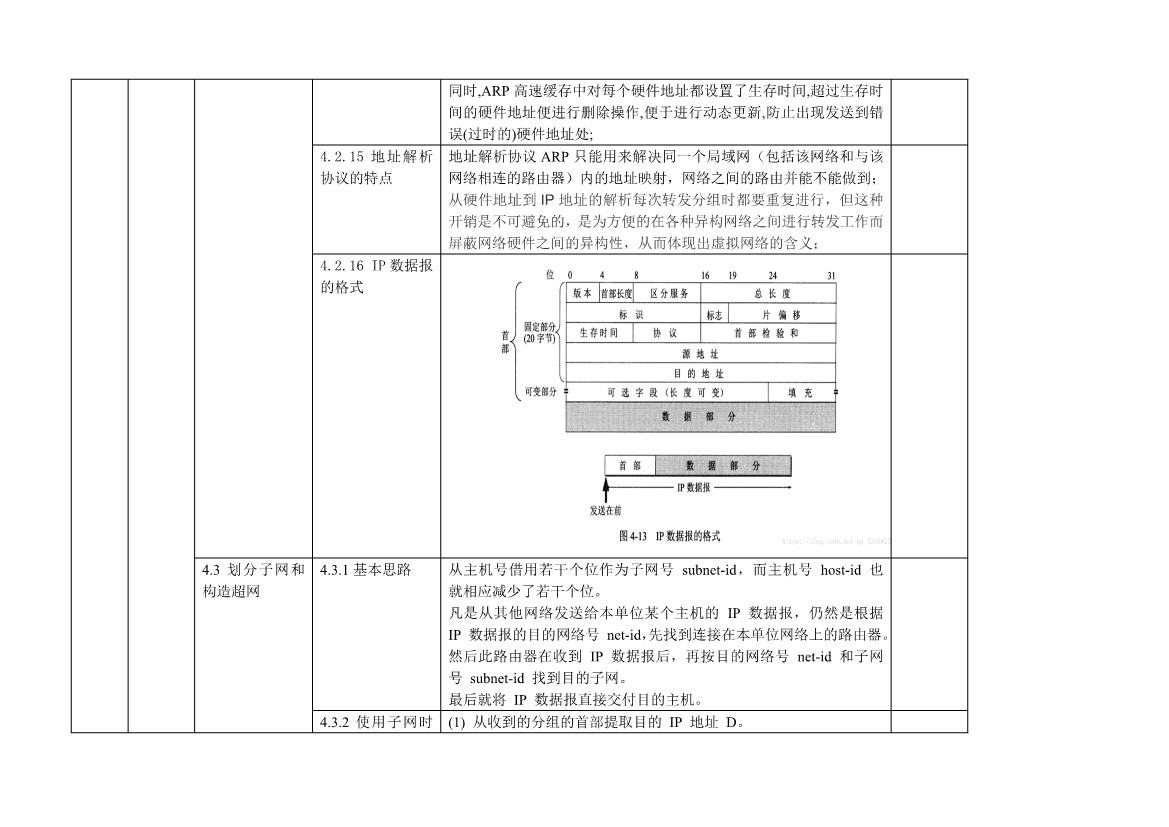 同时,ARP 高速缓存中对每个硬件地址都设置了生存时间,超过生存时
间的硬件地址便进行删除操作,便于进行动态更新,防止出现发送到错
误(过时的)硬件地址处;
4.2.15 地址解析
协议的特点
地址解析协议 ARP 只能用来解决同一个局域网（包括该网络和与该
网络相连的路由器）内的地址映射，网络之间的路由并能不能做到；
从硬件地址到 IP 地址的解析每次转发分组时都要重复进行，但这种
开销是不可避免的，是为方便的在各种异构网络之间进行转发工作而
屏蔽网络硬件之间的异构性，从而体现出虚拟网络的含义；
4.2.16 IP 数据报
的格式
位 0 4 8 16 19 24 31
版本 首部长度 区分服务 总长度
标识 标志 片偏移
生存时间 协议 首部检验和
源地址
目的地址
可选字段（长度可变） 填充
数据部分
首部
固定部分
(20 字节)
可变部分
首部 数据部分
IP 数据报
发送在前
图 4-13 IP 数据报的格式
4.3 划分子网和
构造超网
4.3.1 基本思路
从主机号借用若干个位作为子网号 subnet-id，而主机号 host-id 也
就相应减少了若干个位。
凡是从其他网络发送给本单位某个主机的 IP 数据报，仍然是根据
IP 数据报的目的网络号 net-id，先找到连接在本单位网络上的路由器。
然后此路由器在收到 IP 数据报后，再按目的网络号 net-id 和子网
号 subnet-id 找到目的子网。
最后就将 IP 数据报直接交付目的主机。
4.3.2 使用子网时
(1) 从收到的分组的首部提取目的 IP 地址 D。